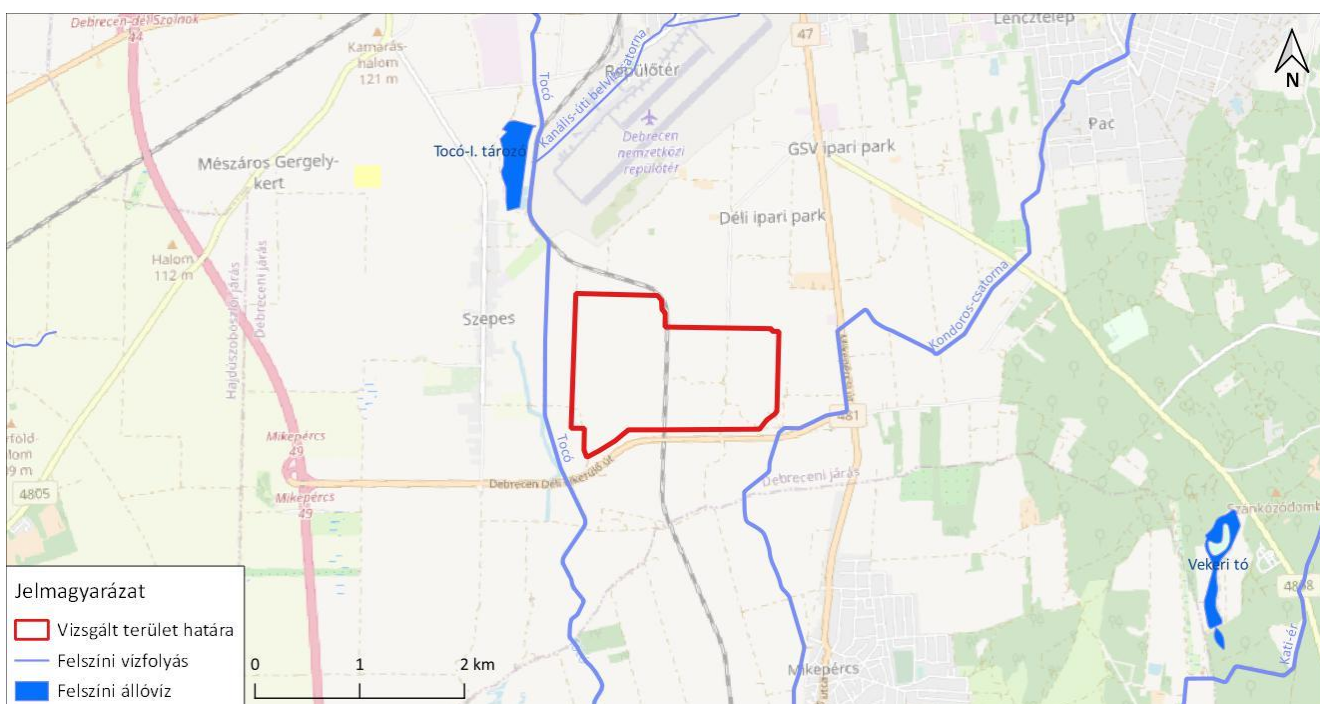 Debrecen-dél Szolnok
44
Kamarás-
halom
121 m
Tocó
Kanális-úti belvízcsatorna
Repülőtér
47
Lencztelep
N
Pac
Tocó-I. tározó
Debrecen
nemzetközi
repülőtér
GSV ipari park
Mészáros Gergely-
kert
Déli ipari park
Halom
112 m
Hajdúszoboszlói járás
Debreceni járás
Szepes
Kondoros-csatorna
Mikepércsi út
481
Mikepércs
49
Tocó
Debrecen Déli elkerülő út
Debreceni járás
4805
Mikepércs
49
Vekeri tó
Kati-ér
Mikepércs
Jelmagyarázat
Vizsgált terület határa
Felszíni vízfolyás
Felszíni állóvíz
0 1 2 km